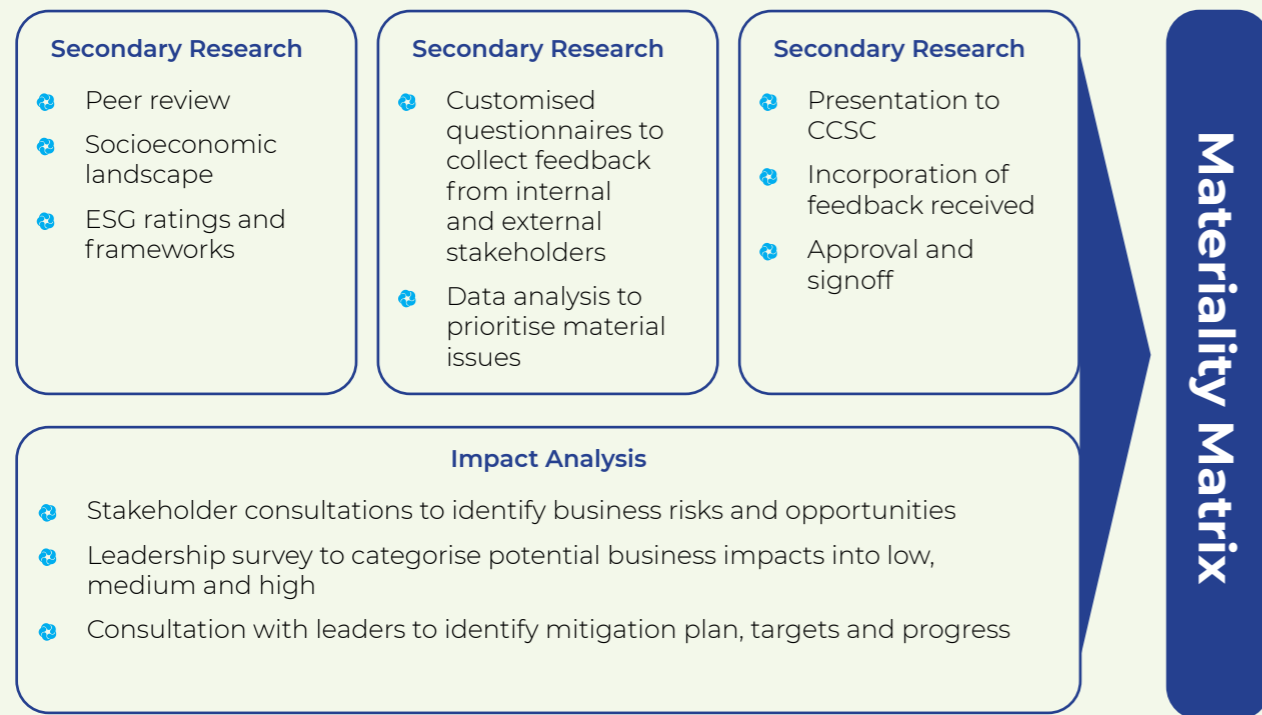 Secondary Research
Peer review
Socioeconomic
landscape
ESG ratings and
frameworks
Secondary Research
Customised
questionnaires to
collect feedback
from internal
and external
stakeholders
Data analysis to
prioritise material
issues
Secondary Research
Presentation to
CCSC
Incorporation of
feedback received
Approval and
signoff
Impact Analysis
Stakeholder consultations to identify business risks and opportunities
Leadership survey to categorise potential business impacts into low,
medium and high
Consultation with leaders to identify mitigation plan, targets and progress
Materiality Matrix